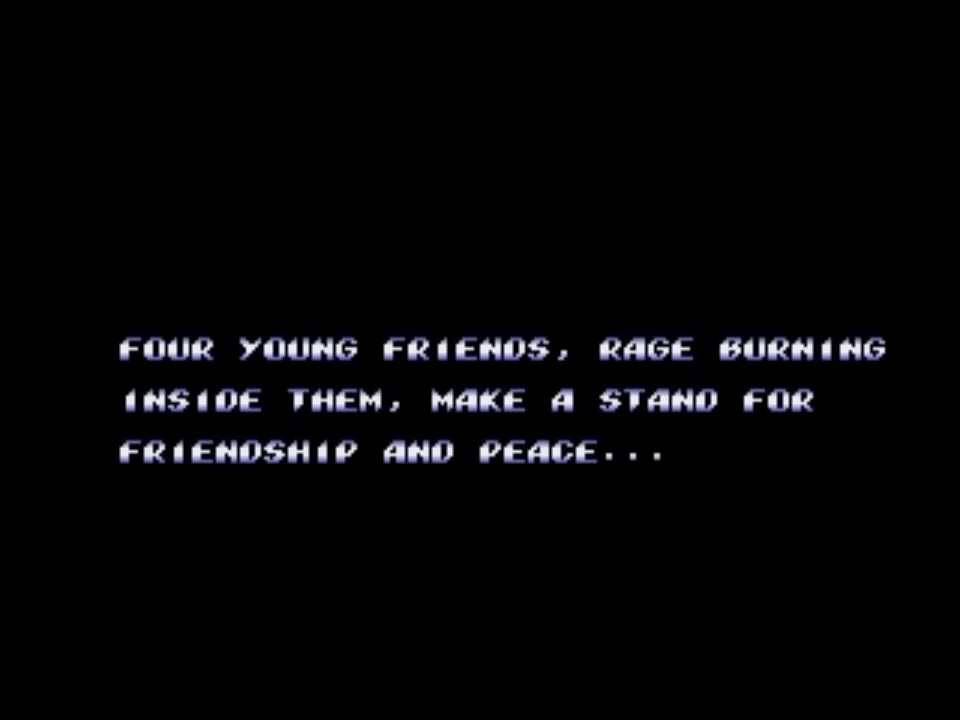 FOUR YOUNG FRIENDS, RAGE BURNING
INSIDE THEM, MAKE A STAND FOR
FRIENDSHIP AND PEACE...